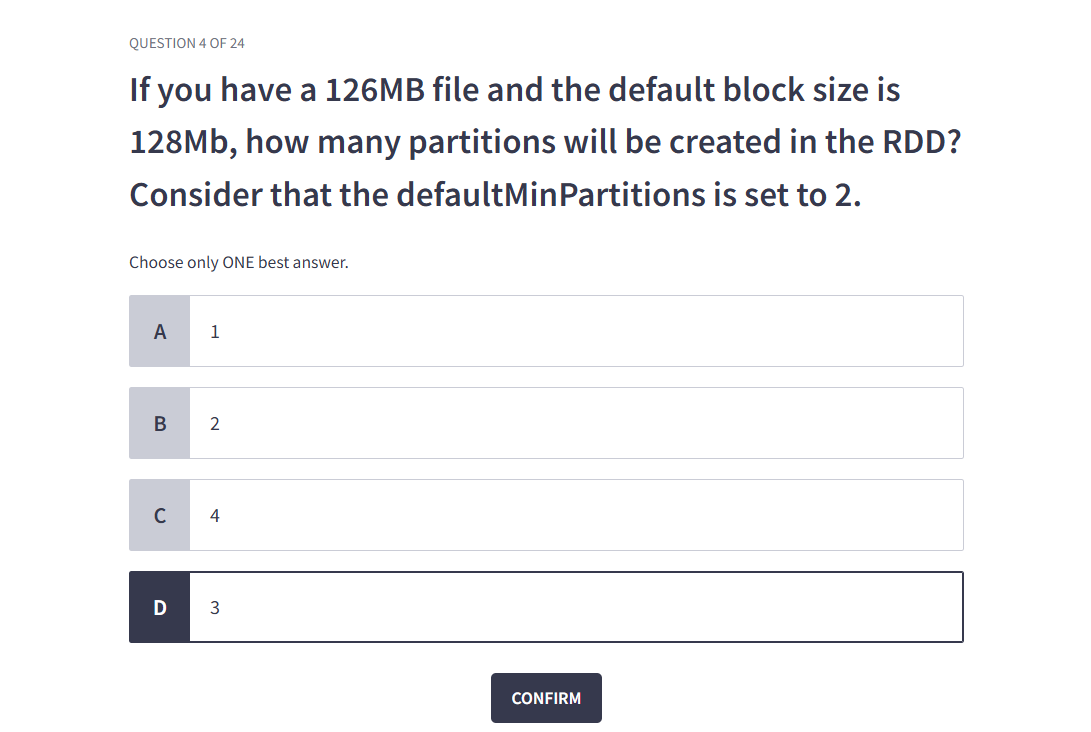 QUESTION 4 OF 24
If you have a 126MB file and the default block size is
128Mb, how many partitions will be created in the RDD?
Consider that the defaultMinPartitions is set to 2.
Choose only ONE best answer.
A 1
B 2
C 4
D 3
CONFIRM